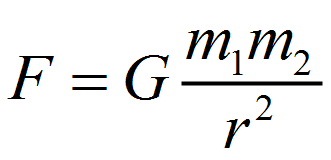 F = G m₁m₂ / r²